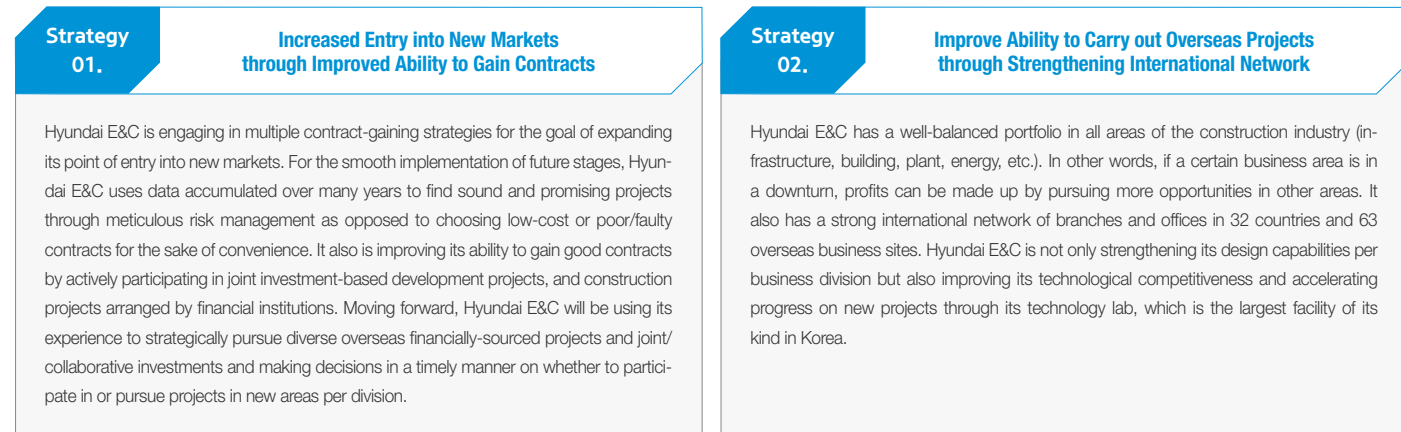 Strategy
01.
Increased Entry into New Markets
through Improved Ability to Gain Contracts
Hyundai E&C is engaging in multiple contract-gaining strategies for the goal of expanding
its point of entry into new markets. For the smooth implementation of future stages, Hyun-
dai E&C uses data accumulated over many years to find sound and promising projects
through meticulous risk management as opposed to choosing low-cost or poor/faulty
contracts for the sake of convenience. It also is improving its ability to gain good contracts
by actively participating in joint investment-based development projects, and construction
projects arranged by financial institutions. Moving forward, Hyundai E&C will be using its
experience to strategically pursue diverse overseas financially-sourced projects and joint/
collaborative investments and making decisions in a timely manner on whether to partici-
pate in or pursue projects in new areas per division.
Strategy
02.
Improve Ability to Carry out Overseas Projects
through Strengthening International Network
Hyundai E&C has a well-balanced portfolio in all areas of the construction industry (in-
frastructure, building, plant, energy, etc.). In other words, if a certain business area is in
a downturn, profits can be made up by pursuing more opportunities in other areas. It
also has a strong international network of branches and offices in 32 countries and 63
overseas business sites. Hyundai E&C is not only strengthening its design capabilities per
business division but also improving its technological competitiveness and accelerating
progress on new projects through its technology lab, which is the largest facility of its
kind in Korea.